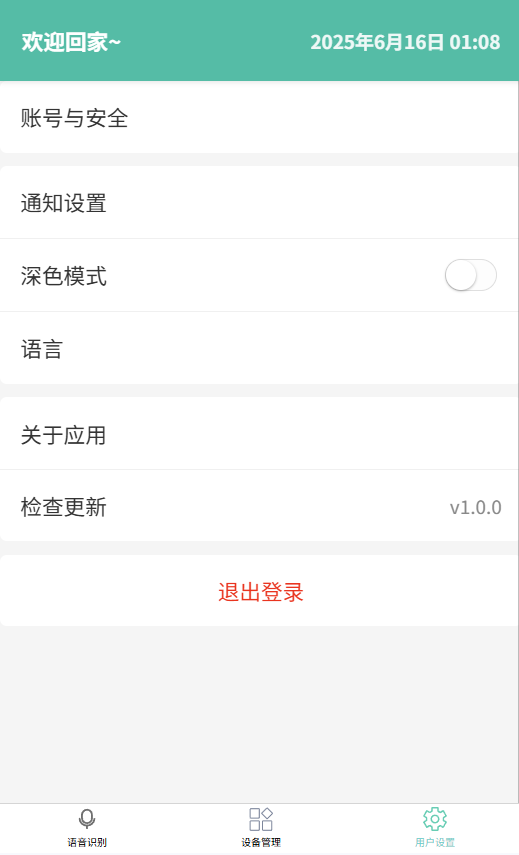 欢迎回家~ 2025年6月16日 01:08
账号与安全
通知设置
深色模式
语言
关于应用
检查更新 v1.0.0
退出登录
语音识别 设备管理 用户设置